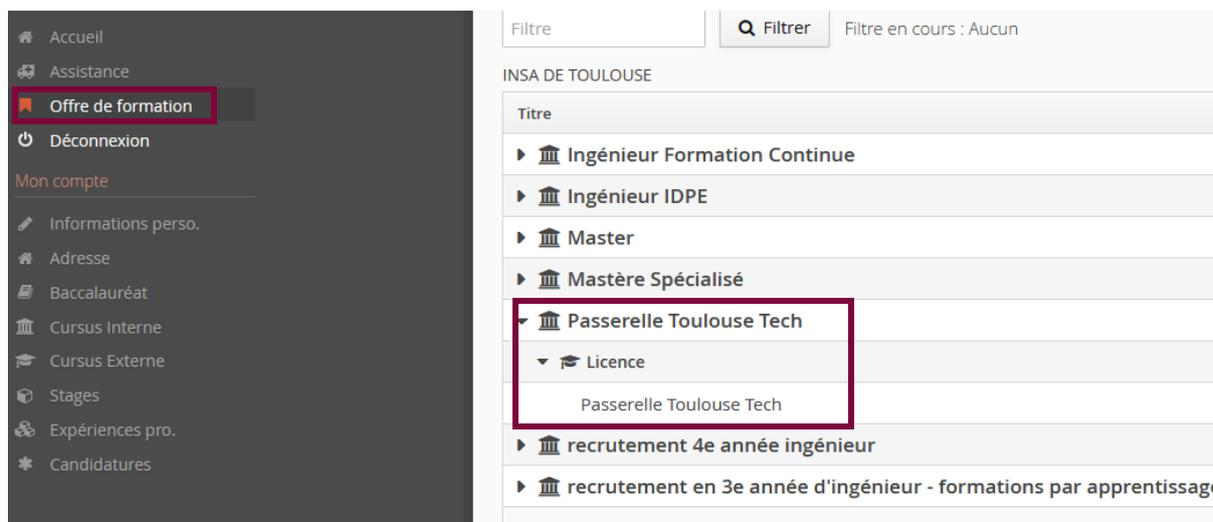 Accueil
Assistance
Offre de formation
Déconnexion
Mon compte
Informations perso.
Adresse
Baccalauréat
Cursus Interne
Cursus Externe
Stages
Expériences pro.
Candidatures
Filtre
Filtrer
Filtre en cours : Aucun
INSA DE TOULOUSE
Titre
Ingénieur Formation Continue
Ingénieur IDPE
Master
Mastère Spécialisé
Passerelle Toulouse Tech
Licence
Passerelle Toulouse Tech
recrutement 4e année ingénieur
recrutement en 3e année d'ingénieur - formations par apprentissag